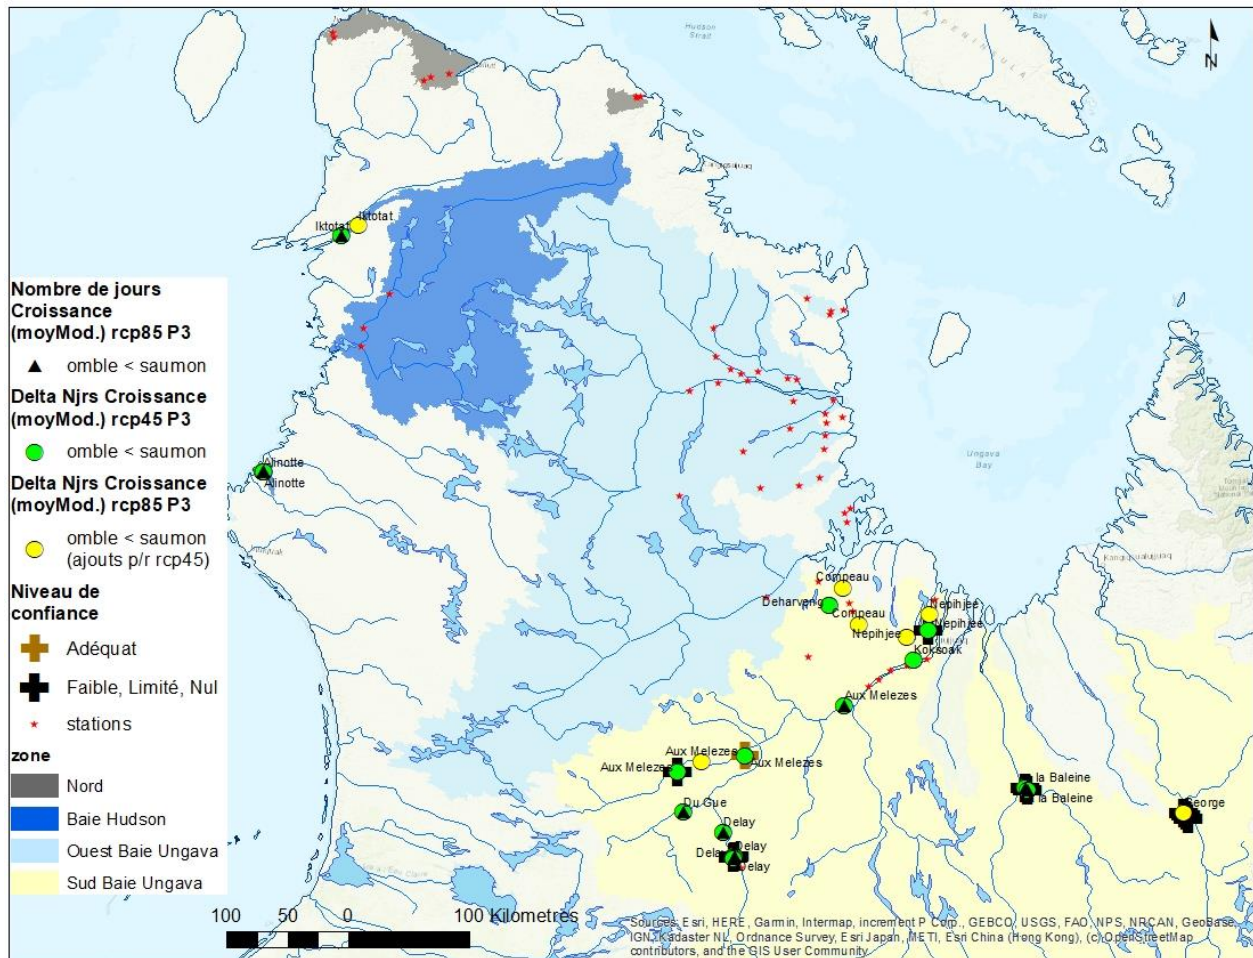 Hudson
Strait
Bay
PENINSULA
N
Iktotat
Iktotat
Nombre de jours
Croissance
(moyMod.) rcp85 P3
omble < saumon
Delta Njrs Croissance
(moyMod.) rcp45 P3
omble < saumon
Delta Njrs Croissance
(moyMod.) rcp85 P3
omble < saumon
(ajouts p/r rcp45)
Niveau de
confiance
Adéquat
Faible, Limité, Nul
stations
zone
Nord
Baie Hudson
Ouest Baie Ungava
Sud Baie Ungava
Alinotte
Alinotte
Ungava
Bay
Kangiqsualujjuaq
Compeau
Deharveng
Compeau
Nepihjee
Nepihjee
Nepihjee
Koksoak
Aux Melezes
Aux Melezes
Aux Melezes
Aux Melezes
Du Gue
Delay
Delay
Delay
Delay
la Baleine
la Baleine
George
100 50 0 100 Kilometres
Sources: Esri, HERE, Garmin, Intermap, increment P Corp., GEBCO, USGS, FAO, NPS, NRCAN, GeoBase,
IGN, Kadaster NL, Ordnance Survey, Esri Japan, METI, Esri China (Hong Kong), (c) OpenStreetMap
contributors, and the GIS User Community